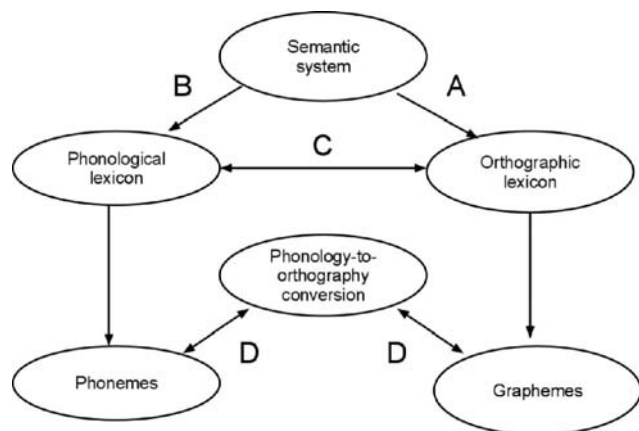 Semantic
system
B
A
Phonological
lexicon
C
Orthographic
lexicon
Phonology-to-
orthography
conversion
D
D
Phonemes
Graphemes